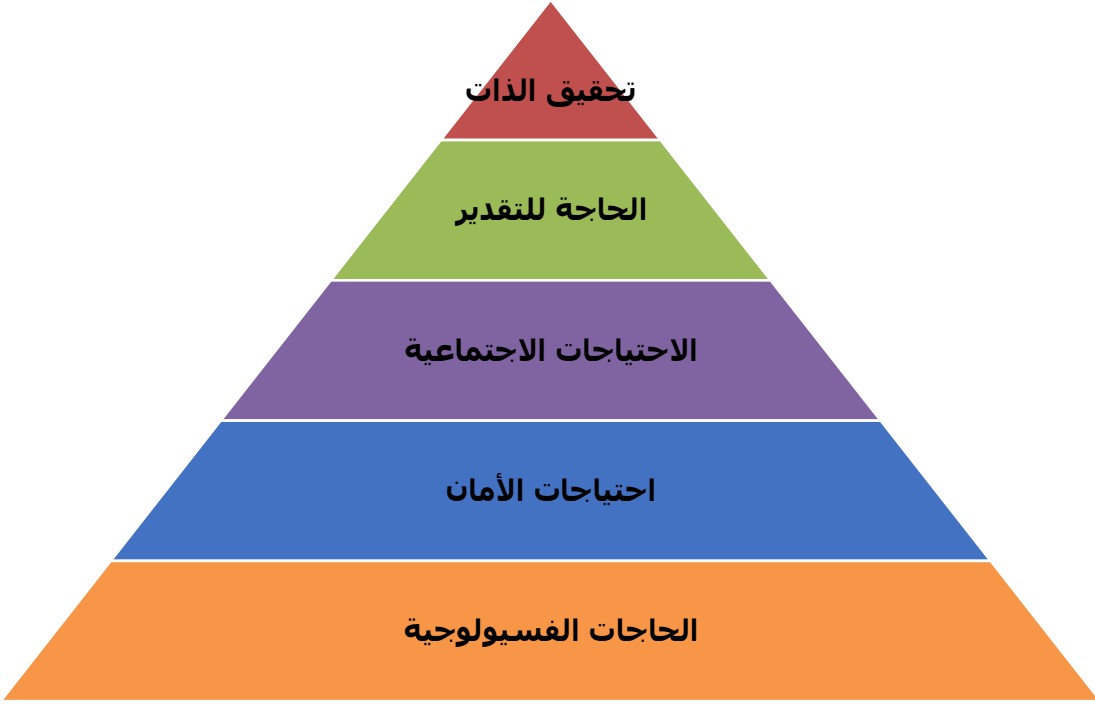 تحقيق الذات
الحاجة للتقدير
الاحتياجات الاجتماعية
احتياجات الأمان
الحاجات الفسيولوجية